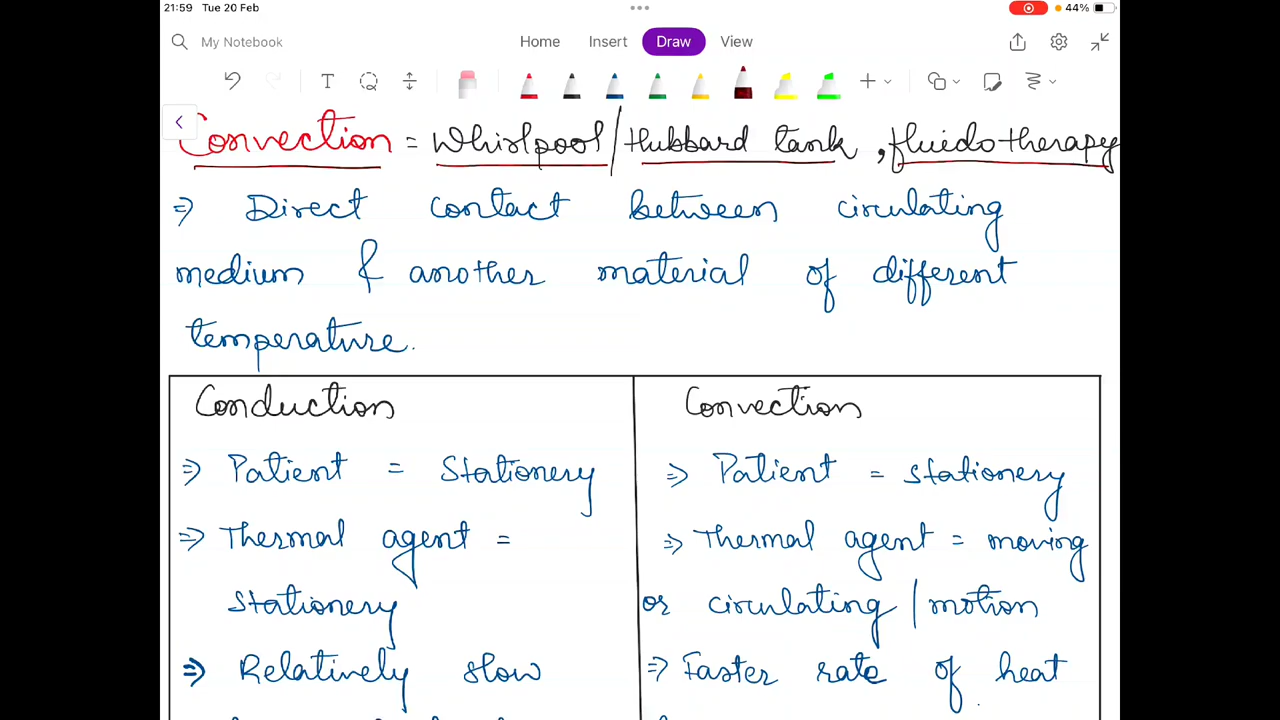 21:59 Tue 20 Feb
44%
My Notebook
Home Insert Draw View
Convection = Whirlpool / Hubbard tank , fluidotherapy
⇒ Direct contact between circulating
medium & another material of different
temperature.
Conduction
⇒ Patient = Stationery
⇒ Thermal agent =
Stationery
⇒ Relatively slow
Convection
⇒ Patient = stationery
⇒ Thermal agent = moving
or circulating / motion
⇒ Faster rate of heat